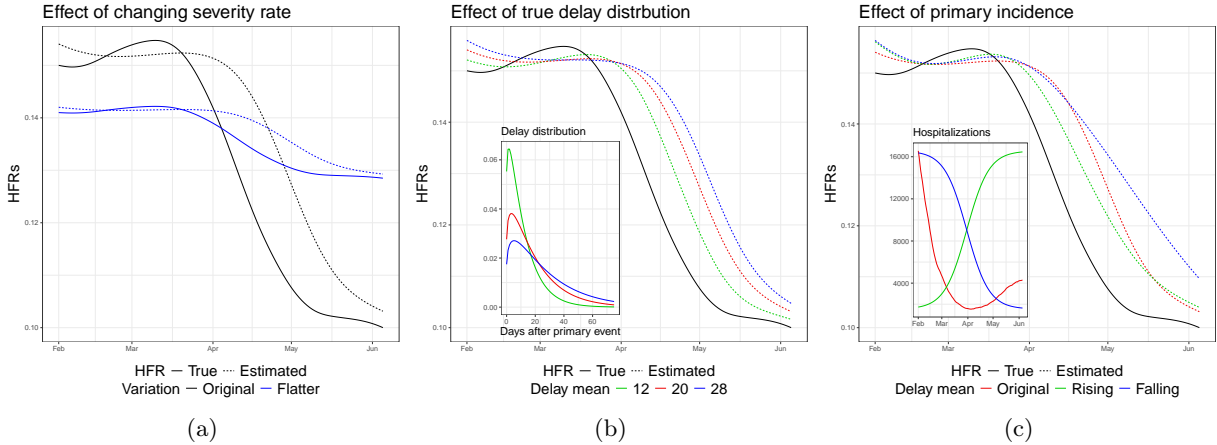 Effect of changing severity rate
HFRs
0.14
0.12
0.10
Feb
Mar
Apr
May
Jun
HFR True Estimated
Variation Original Flatter
(a)
Effect of true delay distrbution
HFRs
0.14
0.12
0.10
Delay distribution
0.06
0.04
0.02
0.00
0
20
40
60
Days after primary event
Feb
Mar
Apr
May
Jun
HFR True Estimated
Delay mean 12 20 28
(b)
Effect of primary incidence
HFRs
0.14
0.12
0.10
Hospitalizations
16000
12000
8000
4000
Feb
Mar
Apr
May
Jun
Feb
Mar
Apr
May
Jun
HFR True Estimated
Delay mean Original Rising Falling
(c)